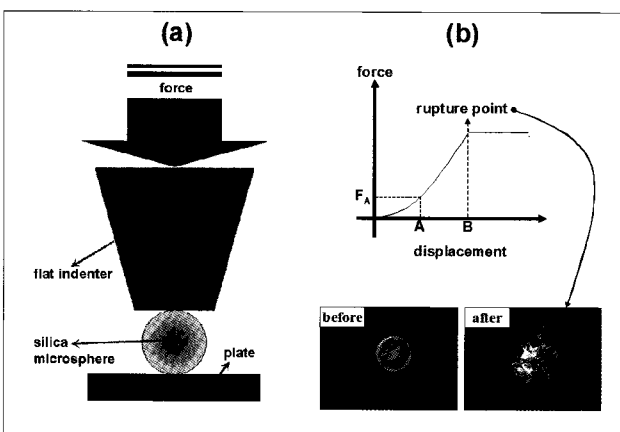 (a)
force
flat indenter
silica
microsphere
plate
(b)
force
rupture point
F_A
A
B
displacement
before
after